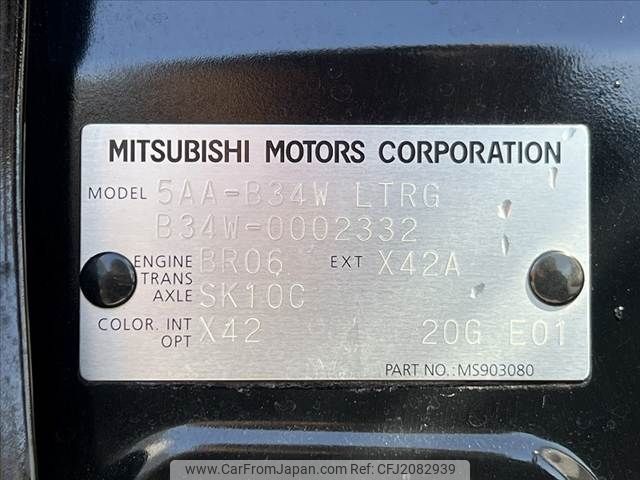 MITSUBISHI MOTORS CORPORATION
MODEL 5AA-B34W LTRG
B34W-0002332
ENGINE BR06 EXT X42A
TRANS
AXLE SK10C
COLOR. INT X42 20G E01
OPT
PART NO.: MS903080
www.CarFromJapan.com | Ref: CFJ2082939